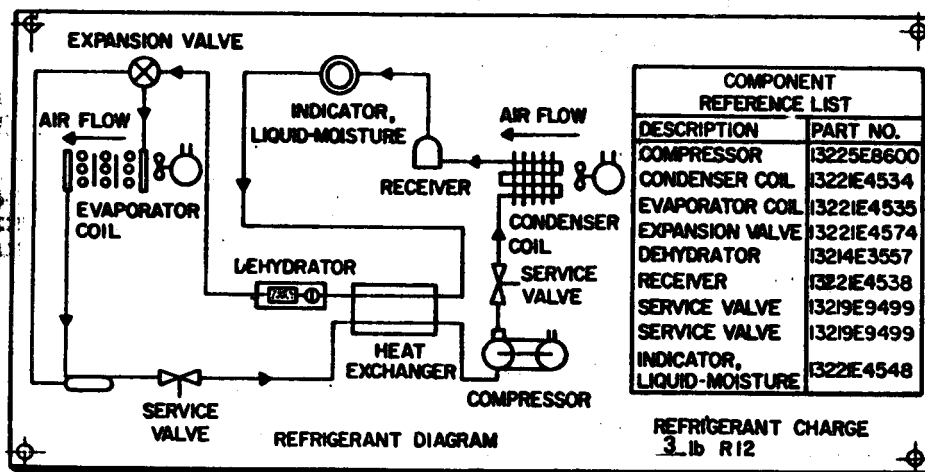 EXPANSION VALVE
AIR FLOW
INDICATOR,
LIQUID-MOISTURE
AIR FLOW
RECEIVER
EVAPORATOR
COIL
CONDENSER
COIL
DEHYDRATOR
SERVICE
VALVE
HEAT
EXCHANGER
COMPRESSOR
SERVICE
VALVE
REFRIGERANT DIAGRAM
COMPONENT
REFERENCE LIST
DESCRIPTION PART NO.
COMPRESSOR 13225E8600
CONDENSER COIL 13221E4534
EVAPORATOR COIL 13221E4535
EXPANSION VALVE 13221E4574
DEHYDRATOR 13214E3557
RECEIVER 13221E4538
SERVICE VALVE 13219E9499
SERVICE VALVE 13219E9499
INDICATOR,
LIQUID-MOISTURE 13221E4548
REFRIGERANT CHARGE
3 lb R12